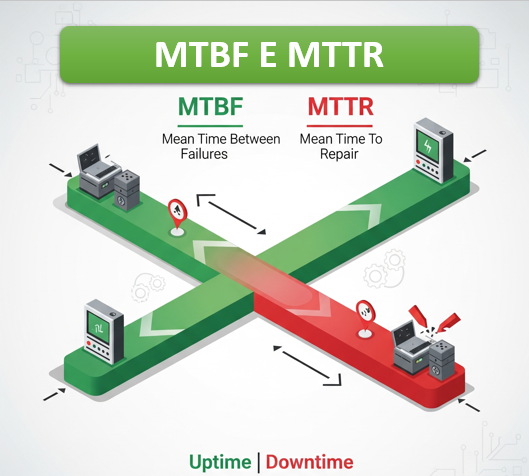 MTBF E MTTR
MTBF
Mean Time Between
Failures
MTTR
Mean Time To
Repair
Uptime | Downtime